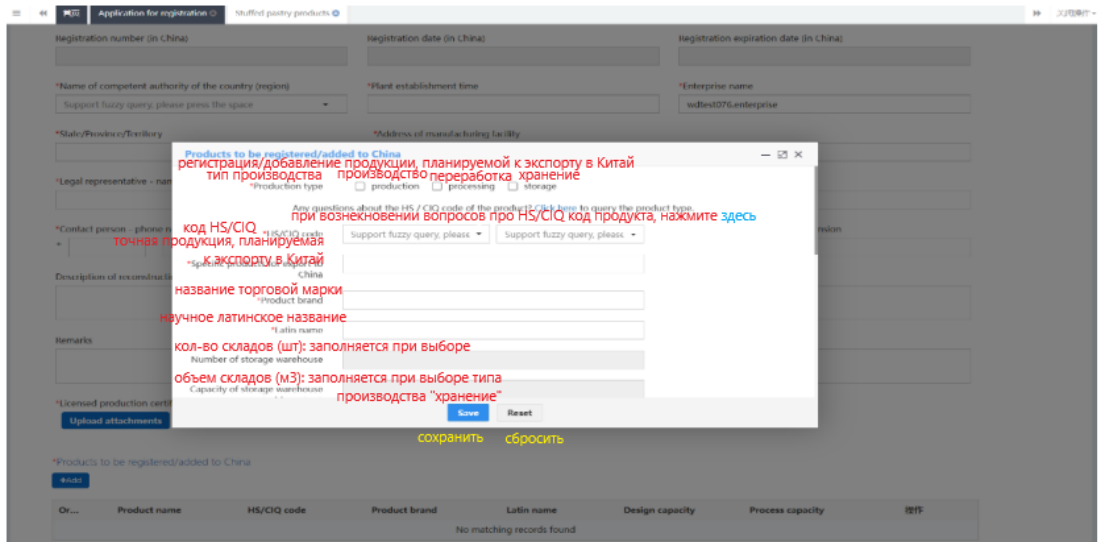 Application for registration
Stuffed pastry products
Registration number (in China)
Registration date (in China)
Registration expiration date (in China)
*Name of competent authority of the country (region)
*Plant establishment time
*Enterprise name
Support fuzzy query, please press the space
wdtest076.enterprise
*State/Province/Territory
*Address of manufacturing facility
Products to be registered/added to China
регистрация/добавление продукции, планируемой к экспорту в Китай
тип производства производство переработка хранение
*Production type production processing storage
*Legal representative - nam
Any questions about the HS / CIQ code of the product? Click here to query the product type.
при вознекновении вопросов про HS/CIQ код продукта, нажмите здесь
*Contact person - phone n
код HS/CIQ
*HS/CIQ code Support fuzzy query, please Support fuzzy query, please
точная продукция, планируемая
к экспорту в Китай
*Specific products for export to
China
Description of reconstructi
название торговой марки
*Product brand
научное латинское название
*Latin name
Remarks
кол-во складов (шт): заполняется при выборе
Number of storage warehouse
объем складов (м3): заполняется при выборе типа
Capacity of storage warehouse
производства "хранение"
*Licensed production certif
Upload attachments
Save Reset
сохранить сбросить
*Products to be registered/added to China
+Add
Or... Product name HS/CIQ code Product brand Latin name Design capacity Process capacity 操作
No matching records found